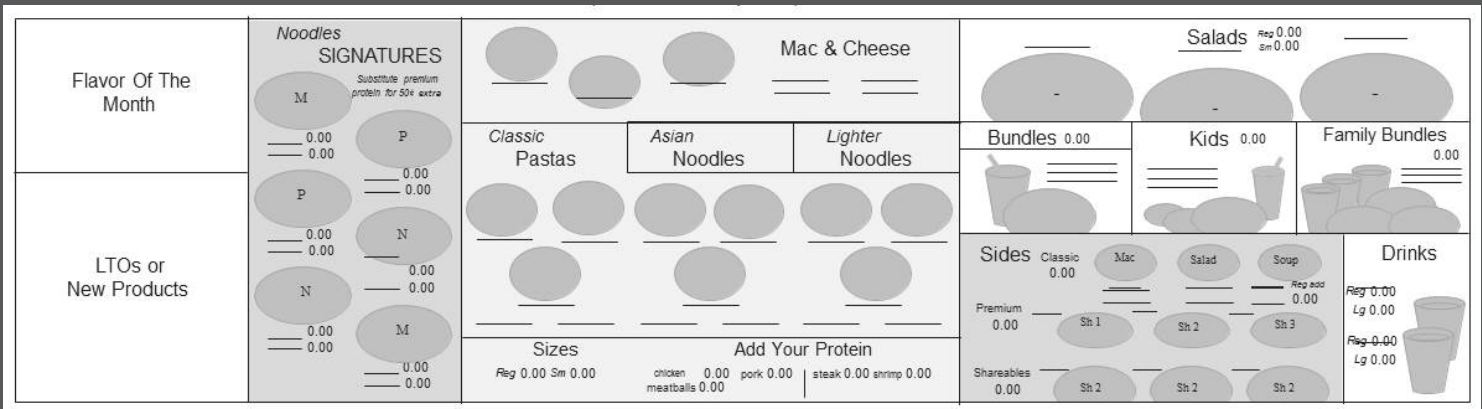 Flavor Of The
Month
LTOs or
New Products
Noodles
SIGNATURES
Substitute premium
protein for 50¢ extra
M
0.00
0.00
P
0.00
0.00
P
0.00
0.00
N
0.00
0.00
N
0.00
0.00
M
0.00
0.00
Mac & Cheese
Classic
Pastas
Asian
Noodles
Lighter
Noodles
Sizes
Reg 0.00 Sm 0.00
Add Your Protein
chicken 0.00 pork 0.00 steak 0.00 shrimp 0.00
meatballs 0.00
Salads Reg 0.00
Sm 0.00
-
-
-
Bundles 0.00
Kids 0.00
Family Bundles
0.00
Sides Classic
0.00
Mac Salad Soup
Reg add
0.00
Premium
0.00
Sh 1 Sh 2 Sh 3
Shareables
0.00
Sh 2 Sh 2 Sh 2
Drinks
Reg 0.00
Lg 0.00
Reg 0.00
Lg 0.00